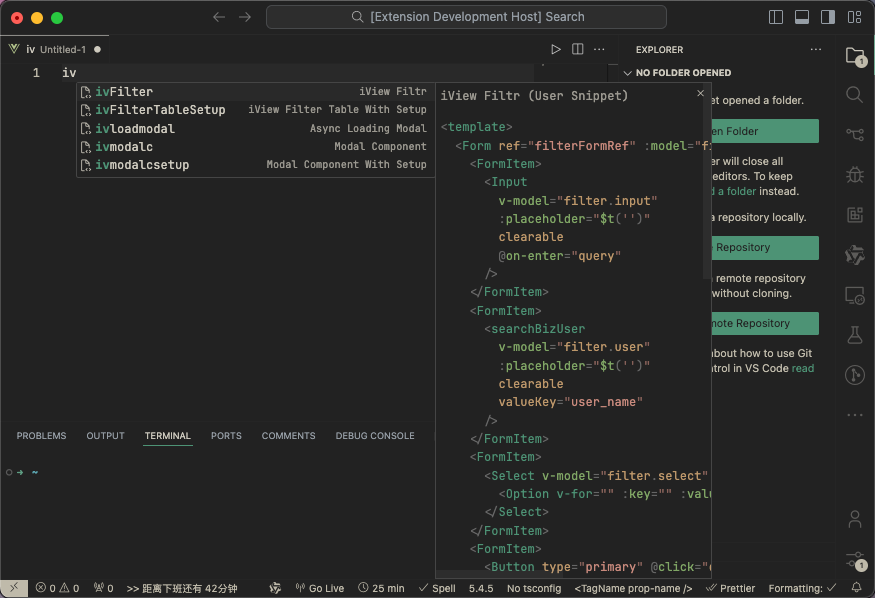 [Extension Development Host] Search
iv Untitled-1
EXPLORER
1 iv
NO FOLDER OPENED
ivFilter iView Filtr
ivFilterTableSetup iView Filter Table With Setup
ivloadmodal Async Loading Modal
ivmodalc Modal Component
ivmodalcsetup Modal Component With Setup
iView Filtr (User Snippet)
<template>
<Form ref="filterFormRef" :model="fi
<FormItem>
<Input
v-model="filter.input"
:placeholder="$t('')"
clearable
@on-enter="query"
/>
</FormItem>
<FormItem>
<searchBizUser
v-model="filter.user"
:placeholder="$t('')"
clearable
valueKey="user_name"
/>
</FormItem>
<FormItem>
<Select v-model="filter.select"
<Option v-for="" :key="" :valu
</Select>
</FormItem>
<FormItem>
<Button type="primary" @click="
et opened a folder.
en Folder
er will close all
editors. To keep
d a folder instead.
a repository locally.
Repository
remote repository
without cloning.
mote Repository
about how to use Git
ntrol in VS Code read
1
PROBLEMS OUTPUT TERMINAL PORTS COMMENTS DEBUG CONSOLE
➜ ~
1
0 0 0 >> 距离下班还有 42分钟 Go Live 25 min Spell 5.4.5 No tsconfig <TagName prop-name /> Prettier Formatting: ✓